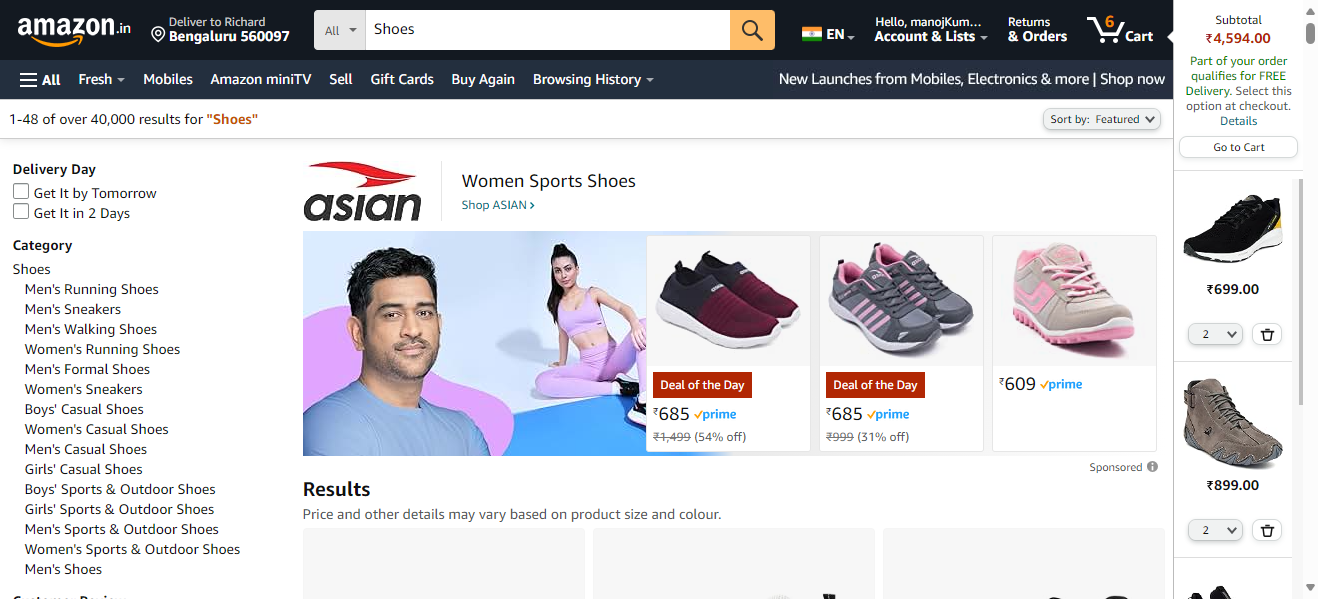 amazon.in
Deliver to Richard
Bengaluru 560097
All
Shoes
EN
Hello, manojKum...
Account & Lists
Returns
& Orders
6
Cart
All
Fresh
Mobiles
Amazon miniTV
Sell
Gift Cards
Buy Again
Browsing History
New Launches from Mobiles, Electronics & more | Shop now
1-48 of over 40,000 results for "Shoes"
Sort by: Featured
Delivery Day
Get It by Tomorrow
Get It in 2 Days
Category
Shoes
Men's Running Shoes
Men's Sneakers
Men's Walking Shoes
Women's Running Shoes
Men's Formal Shoes
Women's Sneakers
Boys' Casual Shoes
Women's Casual Shoes
Men's Casual Shoes
Girls' Casual Shoes
Boys' Sports & Outdoor Shoes
Girls' Sports & Outdoor Shoes
Men's Sports & Outdoor Shoes
Women's Sports & Outdoor Shoes
Men's Shoes
asian
Women Sports Shoes
Shop ASIAN ›
Deal of the Day
₹685 prime
₹1,499 (54% off)
Deal of the Day
₹685 prime
₹999 (31% off)
₹609 prime
Sponsored
Results
Price and other details may vary based on product size and colour.
Subtotal
₹4,594.00
Part of your order
qualifies for FREE
Delivery. Select this
option at checkout.
Details
Go to Cart
₹699.00
2
₹899.00
2